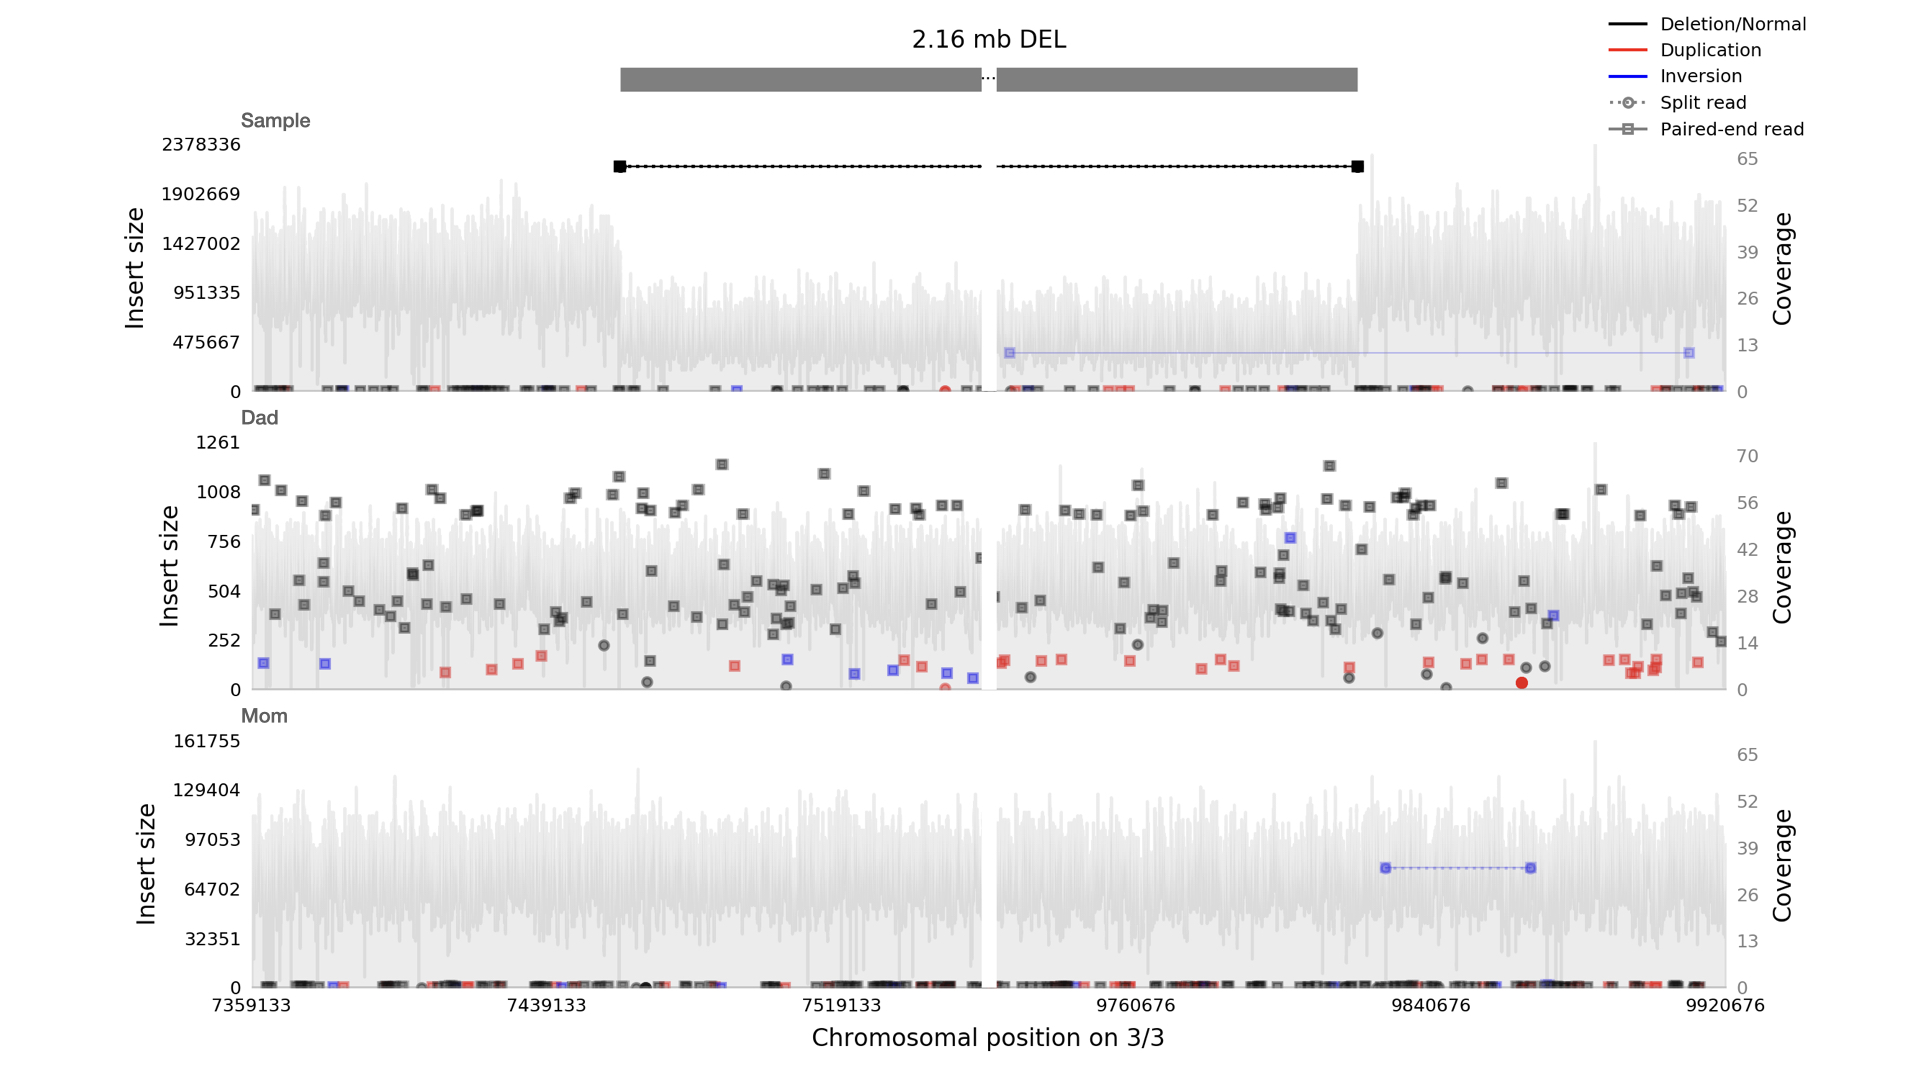 2.16 mb DEL
...
Deletion/Normal
Duplication
Inversion
Split read
Paired-end read
Sample
Insert size
2378336
1902669
1427002
951335
475667
0
65
52
39
26
13
0
Coverage
Dad
Insert size
1261
1008
756
504
252
0
70
56
42
28
14
0
Coverage
Mom
Insert size
161755
129404
97053
64702
32351
0
65
52
39
26
13
0
Coverage
7359133 7439133 7519133 9760676 9840676 9920676
Chromosomal position on 3/3